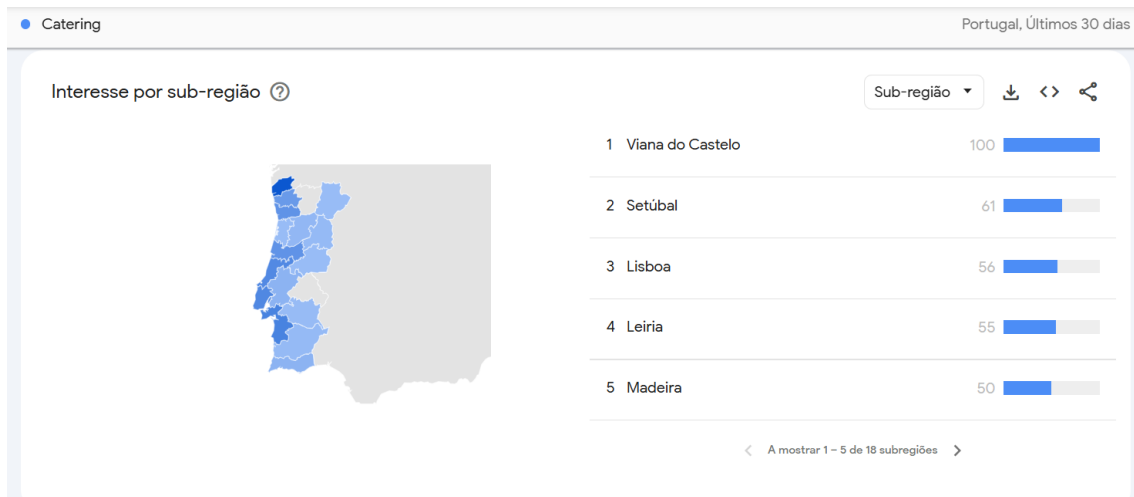 Catering
Portugal, Últimos 30 dias
Interesse por sub-região
Sub-região
1 Viana do Castelo 100
2 Setúbal 61
3 Lisboa 56
4 Leiria 55
5 Madeira 50
A mostrar 1 – 5 de 18 subregiões